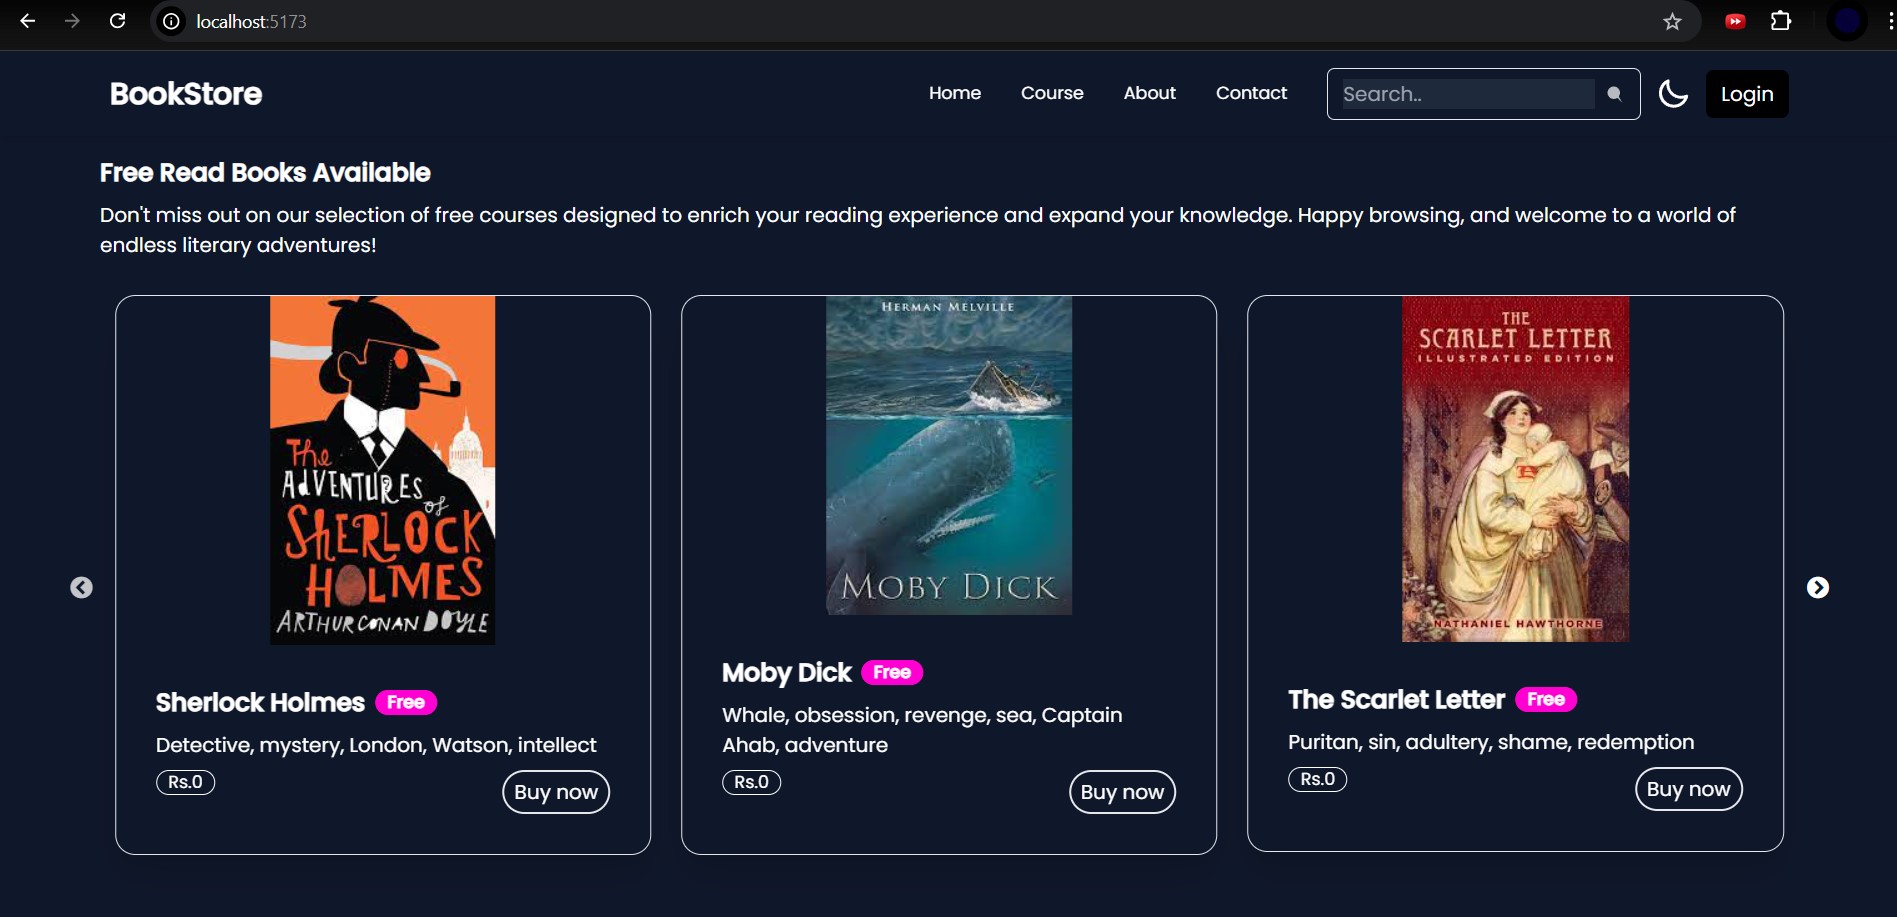 localhost:5173
BookStore
Home
Course
About
Contact
Search..
Login
Free Read Books Available
Don't miss out on our selection of free courses designed to enrich your reading experience and expand your knowledge. Happy browsing, and welcome to a world of
endless literary adventures!
The
ADVENTURES
of
SHERLOCK
HOLMES
ARTHUR CONAN DOYLE
Sherlock Holmes Free
Detective, mystery, London, Watson, intellect
Rs.0
Buy now
HERMAN MELVILLE
MOBY DICK
Moby Dick Free
Whale, obsession, revenge, sea, Captain
Ahab, adventure
Rs.0
Buy now
THE
SCARLET LETTER
ILLUSTRATED EDITION
NATHANIEL HAWTHORNE
The Scarlet Letter Free
Puritan, sin, adultery, shame, redemption
Rs.0
Buy now